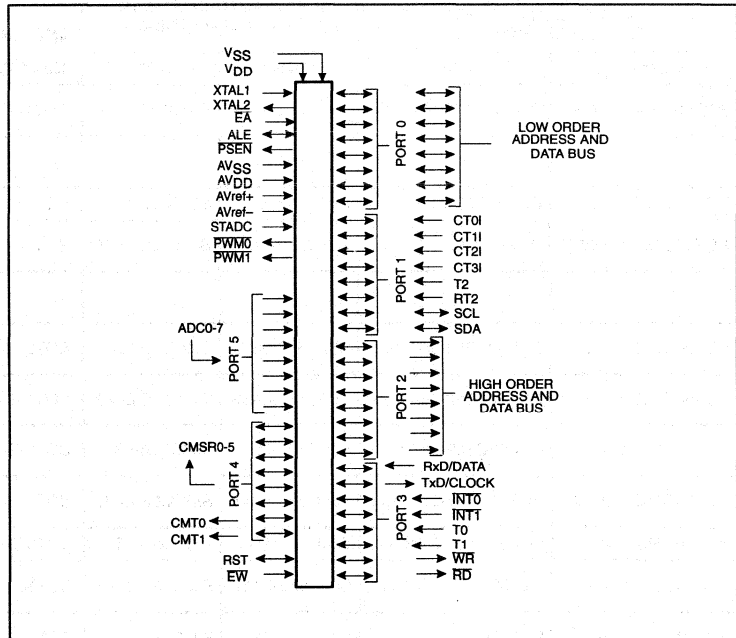 VSS
VDD
XTAL1
XTAL2
EA
ALE
PSEN
AVSS
AVDD
AVref+
AVref–
STADC
PWM0
PWM1
ADC0-7
PORT 5
CMSR0-5
PORT 4
CMT0
CMT1
RST
EW
PORT 0
LOW ORDER
ADDRESS AND
DATA BUS
PORT 1
CT0I
CT1I
CT2I
CT3I
T2
RT2
SCL
SDA
PORT 2
HIGH ORDER
ADDRESS AND
DATA BUS
PORT 3
RxD/DATA
TxD/CLOCK
INT0
INT1
T0
T1
WR
RD